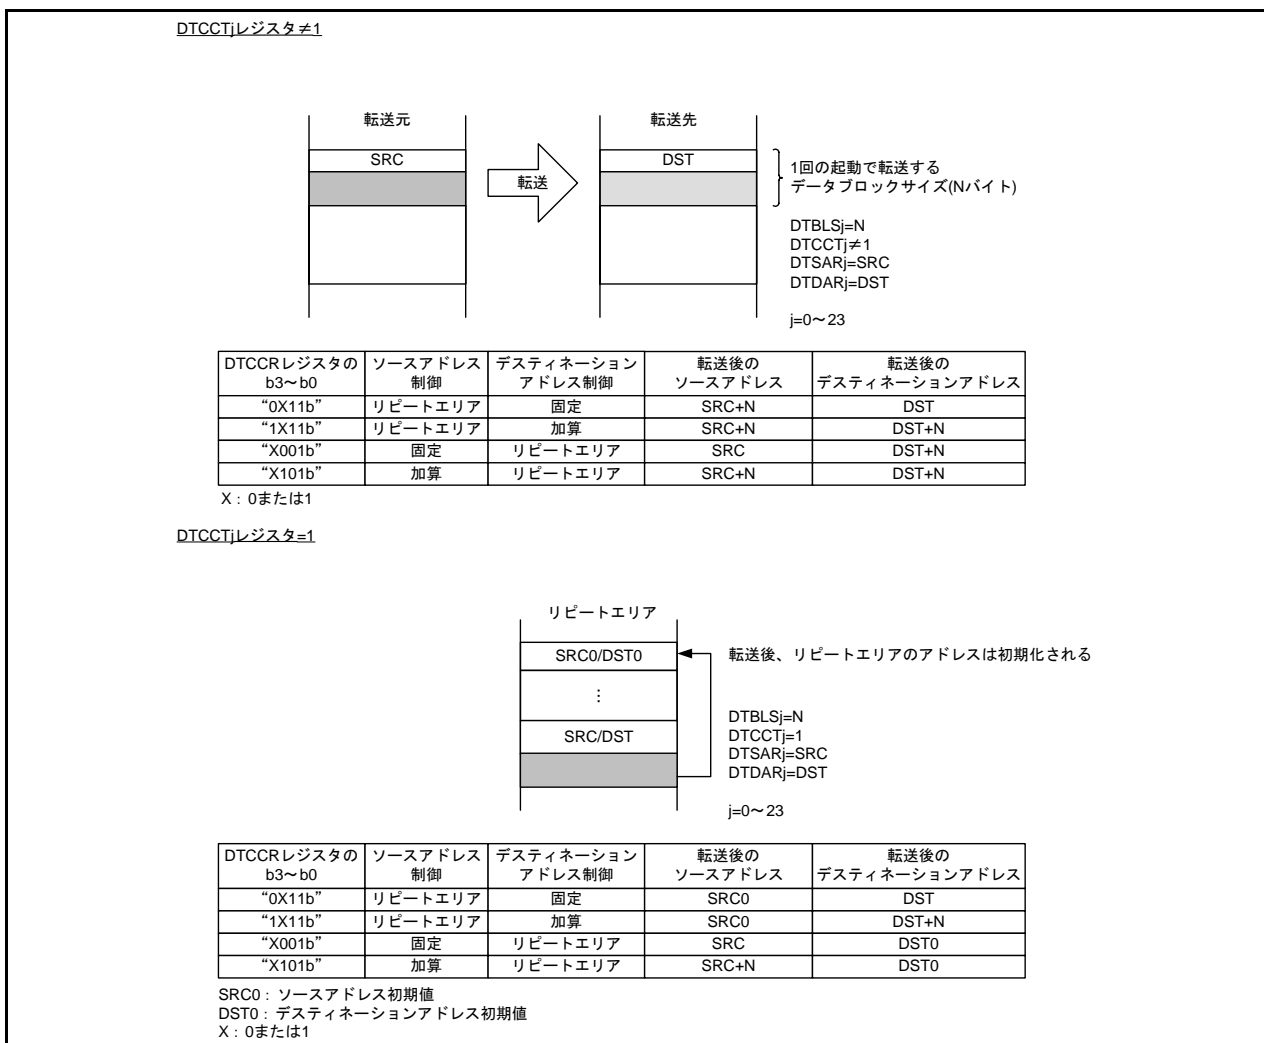 DTCCTjレジスタ≠1
転送元
転送先
SRC
DST
転送
1回の起動で転送する
データブロックサイズ(Nバイト)
DTBLSj=N
DTCCTj≠1
DTSARj=SRC
DTDARj=DST
j=0～23
DTCCRレジスタの ソースアドレス デスティネーション 転送後の 転送後の
b3～b0 制御 アドレス制御 ソースアドレス デスティネーションアドレス
“0X11b” リピートエリア 固定 SRC+N DST
“1X11b” リピートエリア 加算 SRC+N DST+N
“X001b” 固定 リピートエリア SRC DST+N
“X101b” 加算 リピートエリア SRC+N DST+N
X：0または1
DTCCTjレジスタ=1
リピートエリア
SRC0/DST0
転送後、リピートエリアのアドレスは初期化される
⋮
SRC/DST
DTBLSj=N
DTCCTj=1
DTSARj=SRC
DTDARj=DST
j=0～23
DTCCRレジスタの ソースアドレス デスティネーション 転送後の 転送後の
b3～b0 制御 アドレス制御 ソースアドレス デスティネーションアドレス
“0X11b” リピートエリア 固定 SRC0 DST
“1X11b” リピートエリア 加算 SRC0 DST+N
“X001b” 固定 リピートエリア SRC DST0
“X101b” 加算 リピートエリア SRC+N DST0
SRC0：ソースアドレス初期値
DST0：デスティネーションアドレス初期値
X：0または1